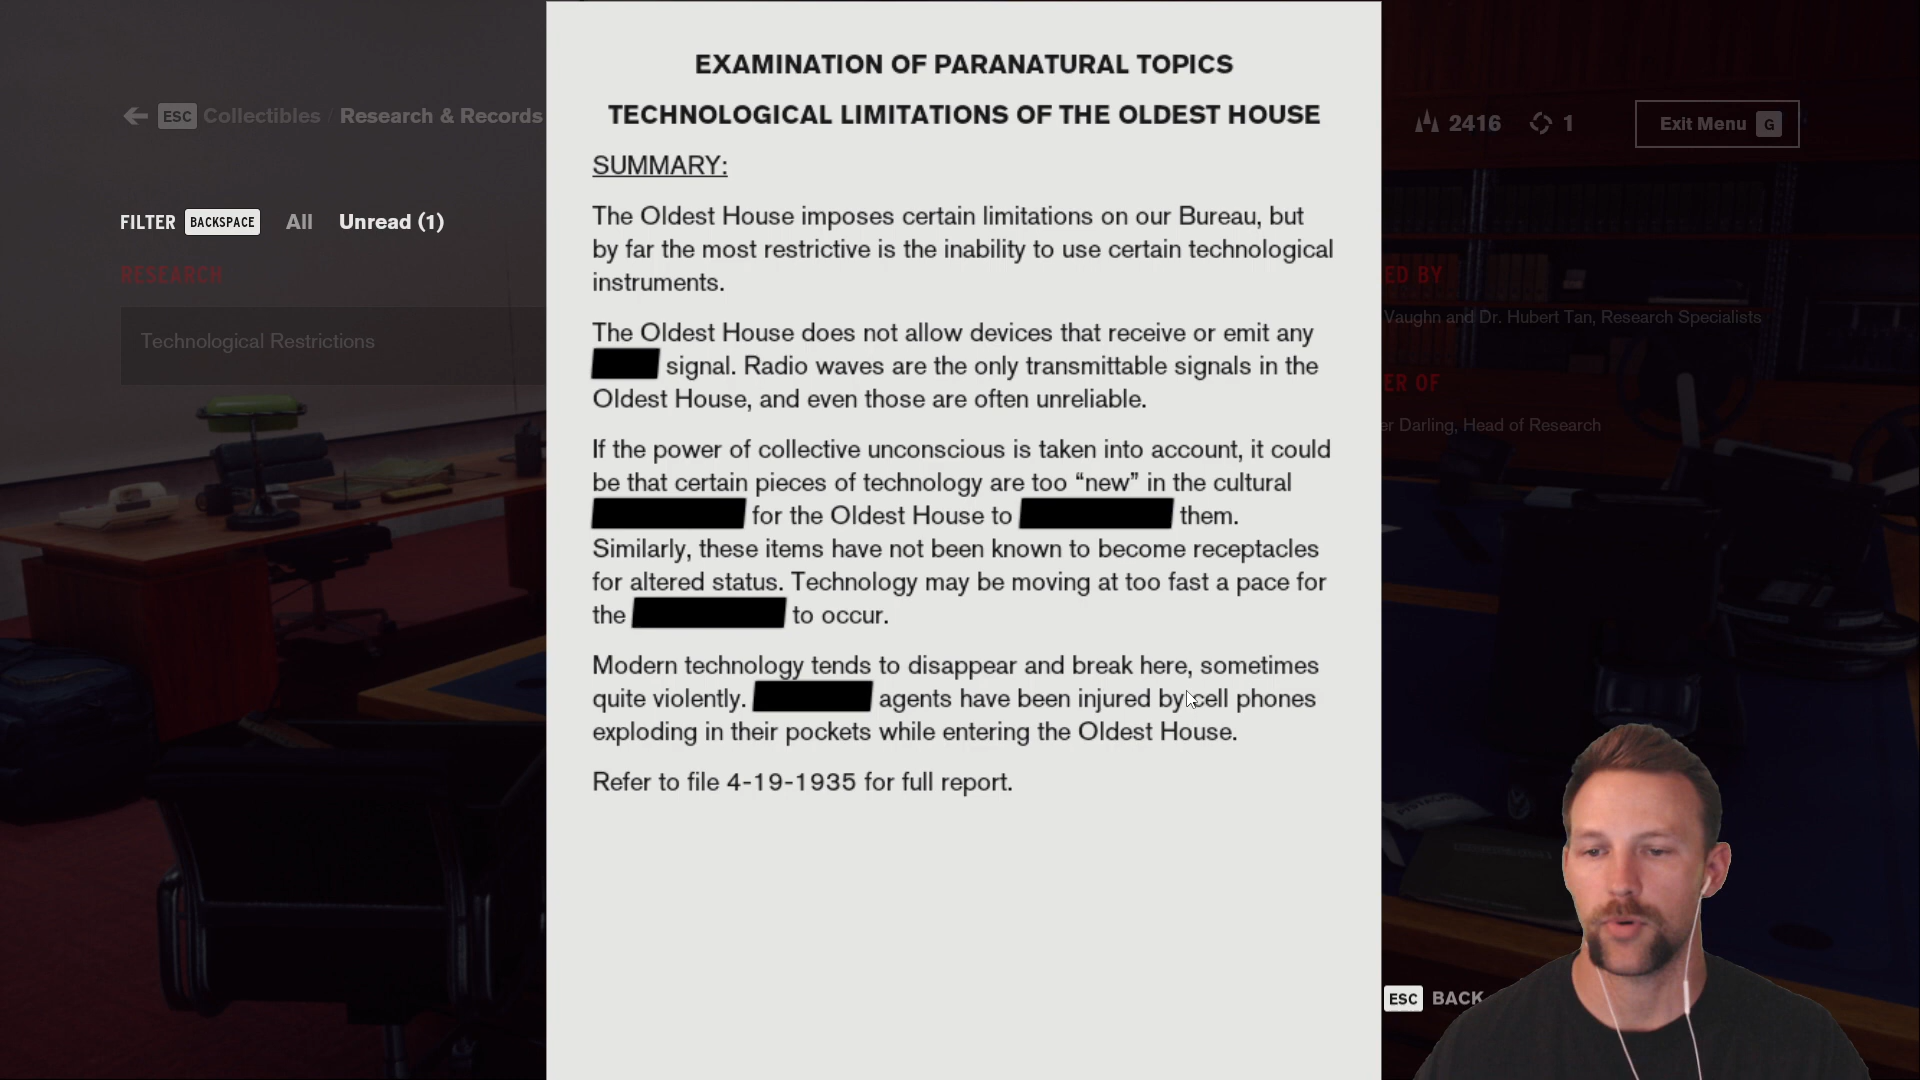 EXAMINATION OF PARANATURAL TOPICS
TECHNOLOGICAL LIMITATIONS OF THE OLDEST HOUSE
SUMMARY:
The Oldest House imposes certain limitations on our Bureau, but
by far the most restrictive is the inability to use certain technological
instruments.
The Oldest House does not allow devices that receive or emit any
signal. Radio waves are the only transmittable signals in the
Oldest House, and even those are often unreliable.
If the power of collective unconscious is taken into account, it could
be that certain pieces of technology are too “new” in the cultural
for the Oldest House to them.
Similarly, these items have not been known to become receptacles
for altered status. Technology may be moving at too fast a pace for
the to occur.
Modern technology tends to disappear and break here, sometimes
quite violently. agents have been injured by cell phones
exploding in their pockets while entering the Oldest House.
Refer to file 4-19-1935 for full report.
ESC Collectibles / Research & Records
FILTER BACKSPACE All Unread (1)
RESEARCH
Technological Restrictions
2416 1 Exit Menu G
ED BY
Vaughn and Dr. Hubert Tan, Research Specialists
ER OF
er Darling, Head of Research
ESC BACK